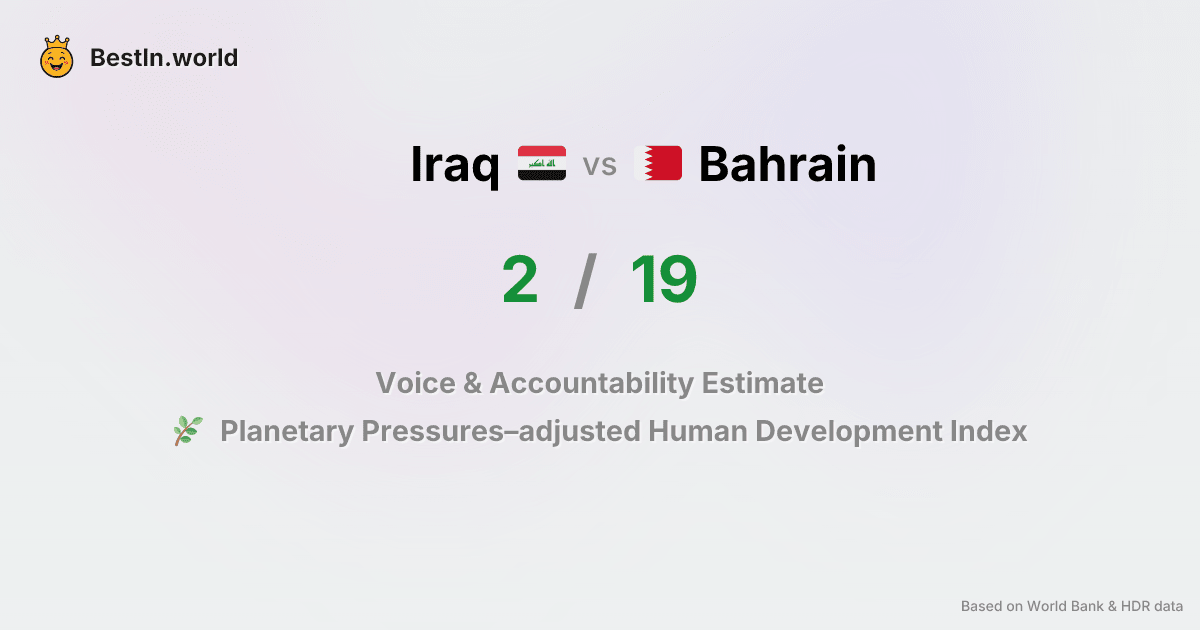 BestIn.world
Iraq vs Bahrain
2 / 19
Voice & Accountability Estimate
Planetary Pressures–adjusted Human Development Index
Based on World Bank & HDR data